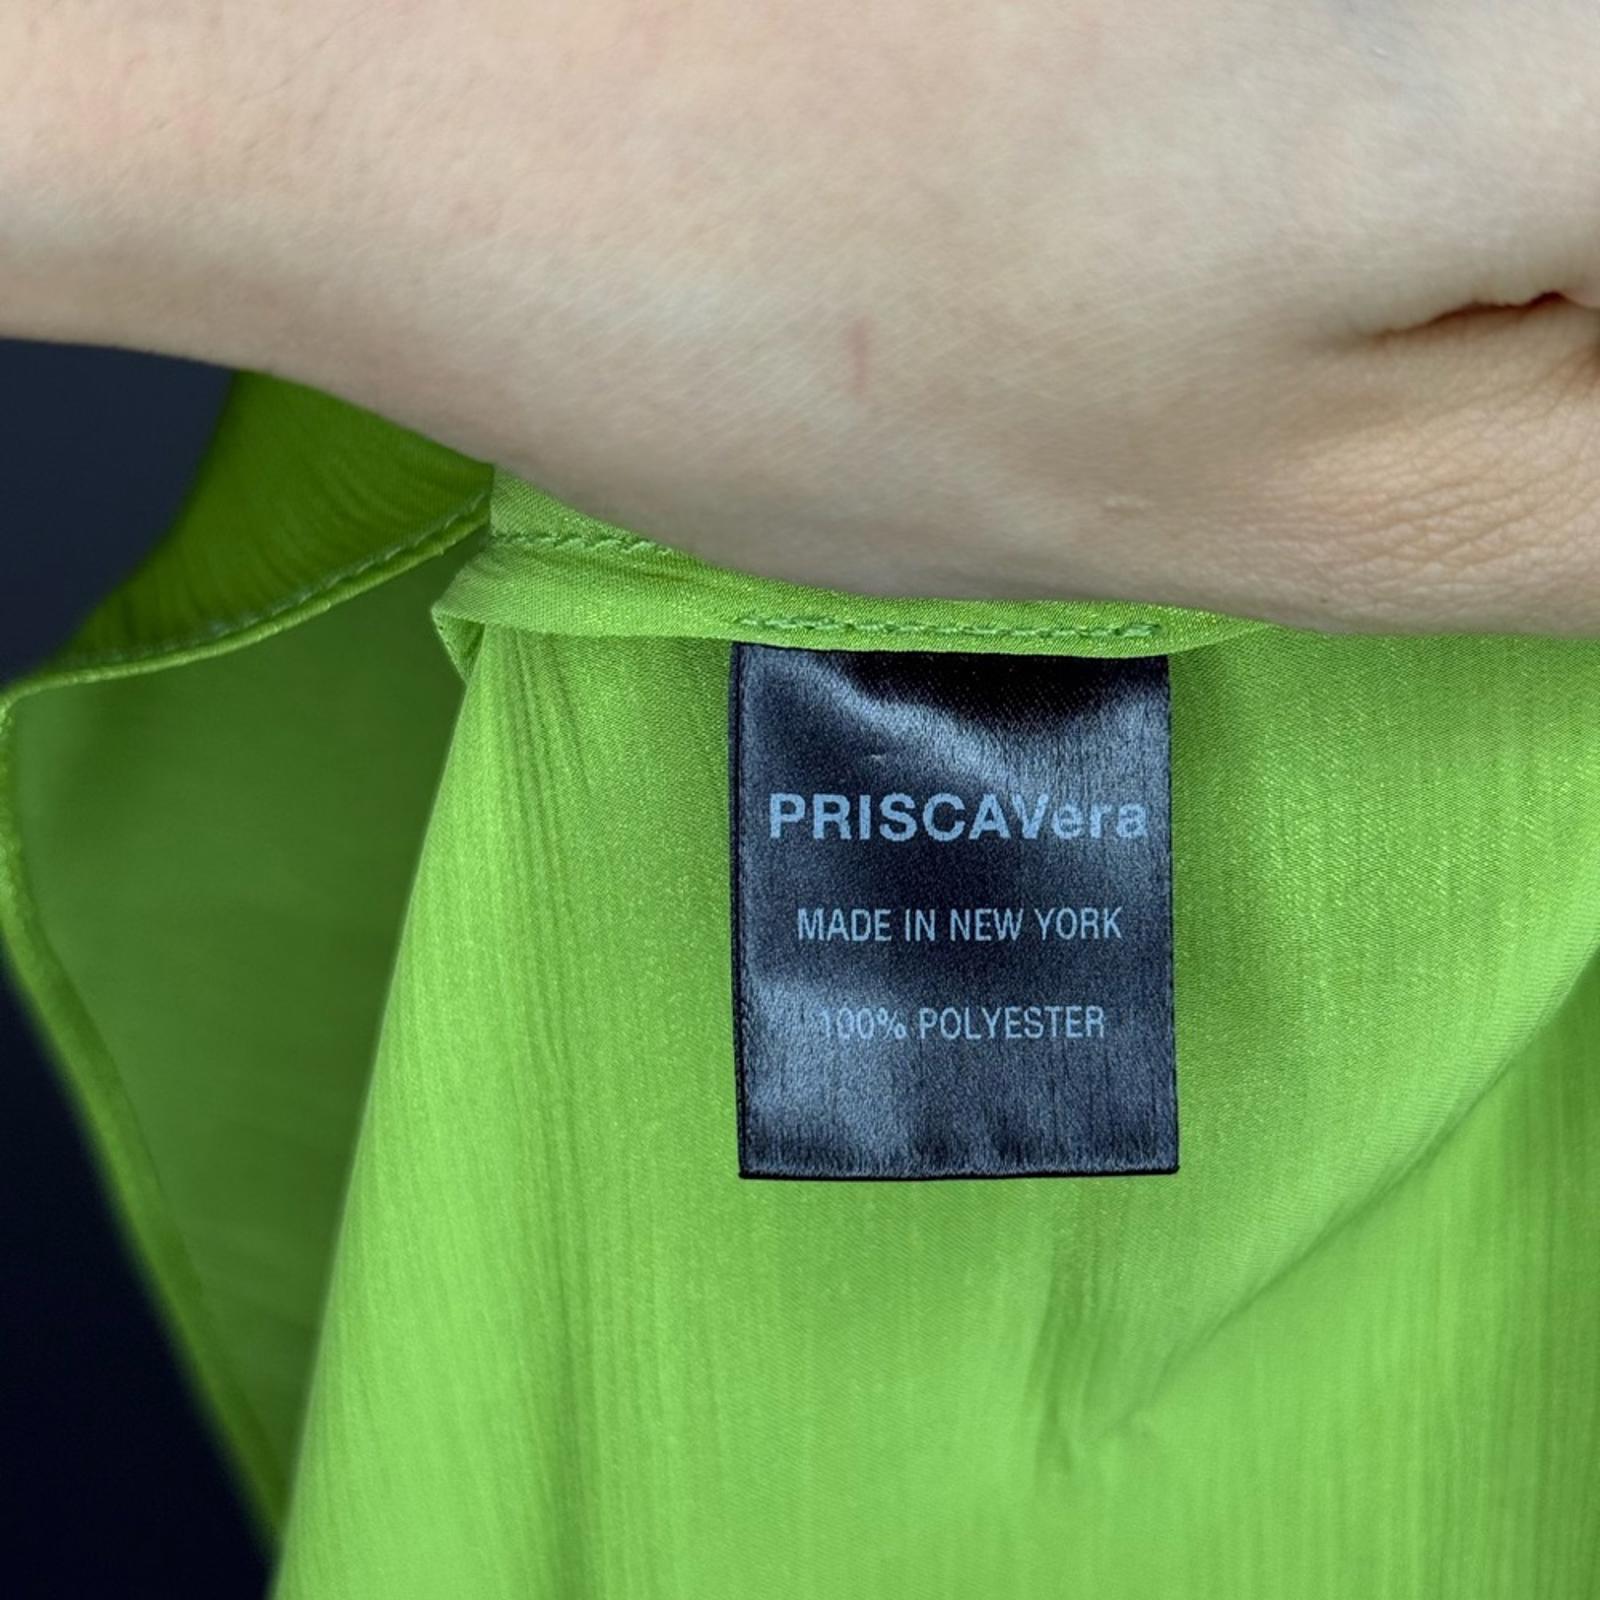 PRISCAVera
MADE IN NEW YORK
100% POLYESTER